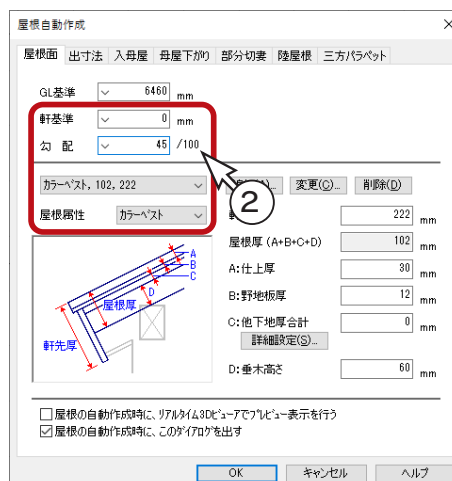 屋根自動作成 ×
屋根面 出寸法 入母屋 母屋下がり 部分切妻 陸屋根 三方パラペット
GL基準 6460 mm
軒基準 0 mm
勾 配 45 /100
カラーベスト, 102, 222 変更(C)... 削除(D)
屋根属性 カラーベスト 222 mm
②
屋根厚 (A+B+C+D) 102 mm
A:仕上厚 30 mm
B:野地板厚 12 mm
C:他下地厚合計 0 mm
詳細設定(S)...
D:垂木高さ 60 mm
A
B
C
D
屋根厚
軒先厚
屋根の自動作成時に、リアルタイム3Dビューアでプレビュー表示を行う
屋根の自動作成時に、このダイアログを出す
OK キャンセル ヘルプ